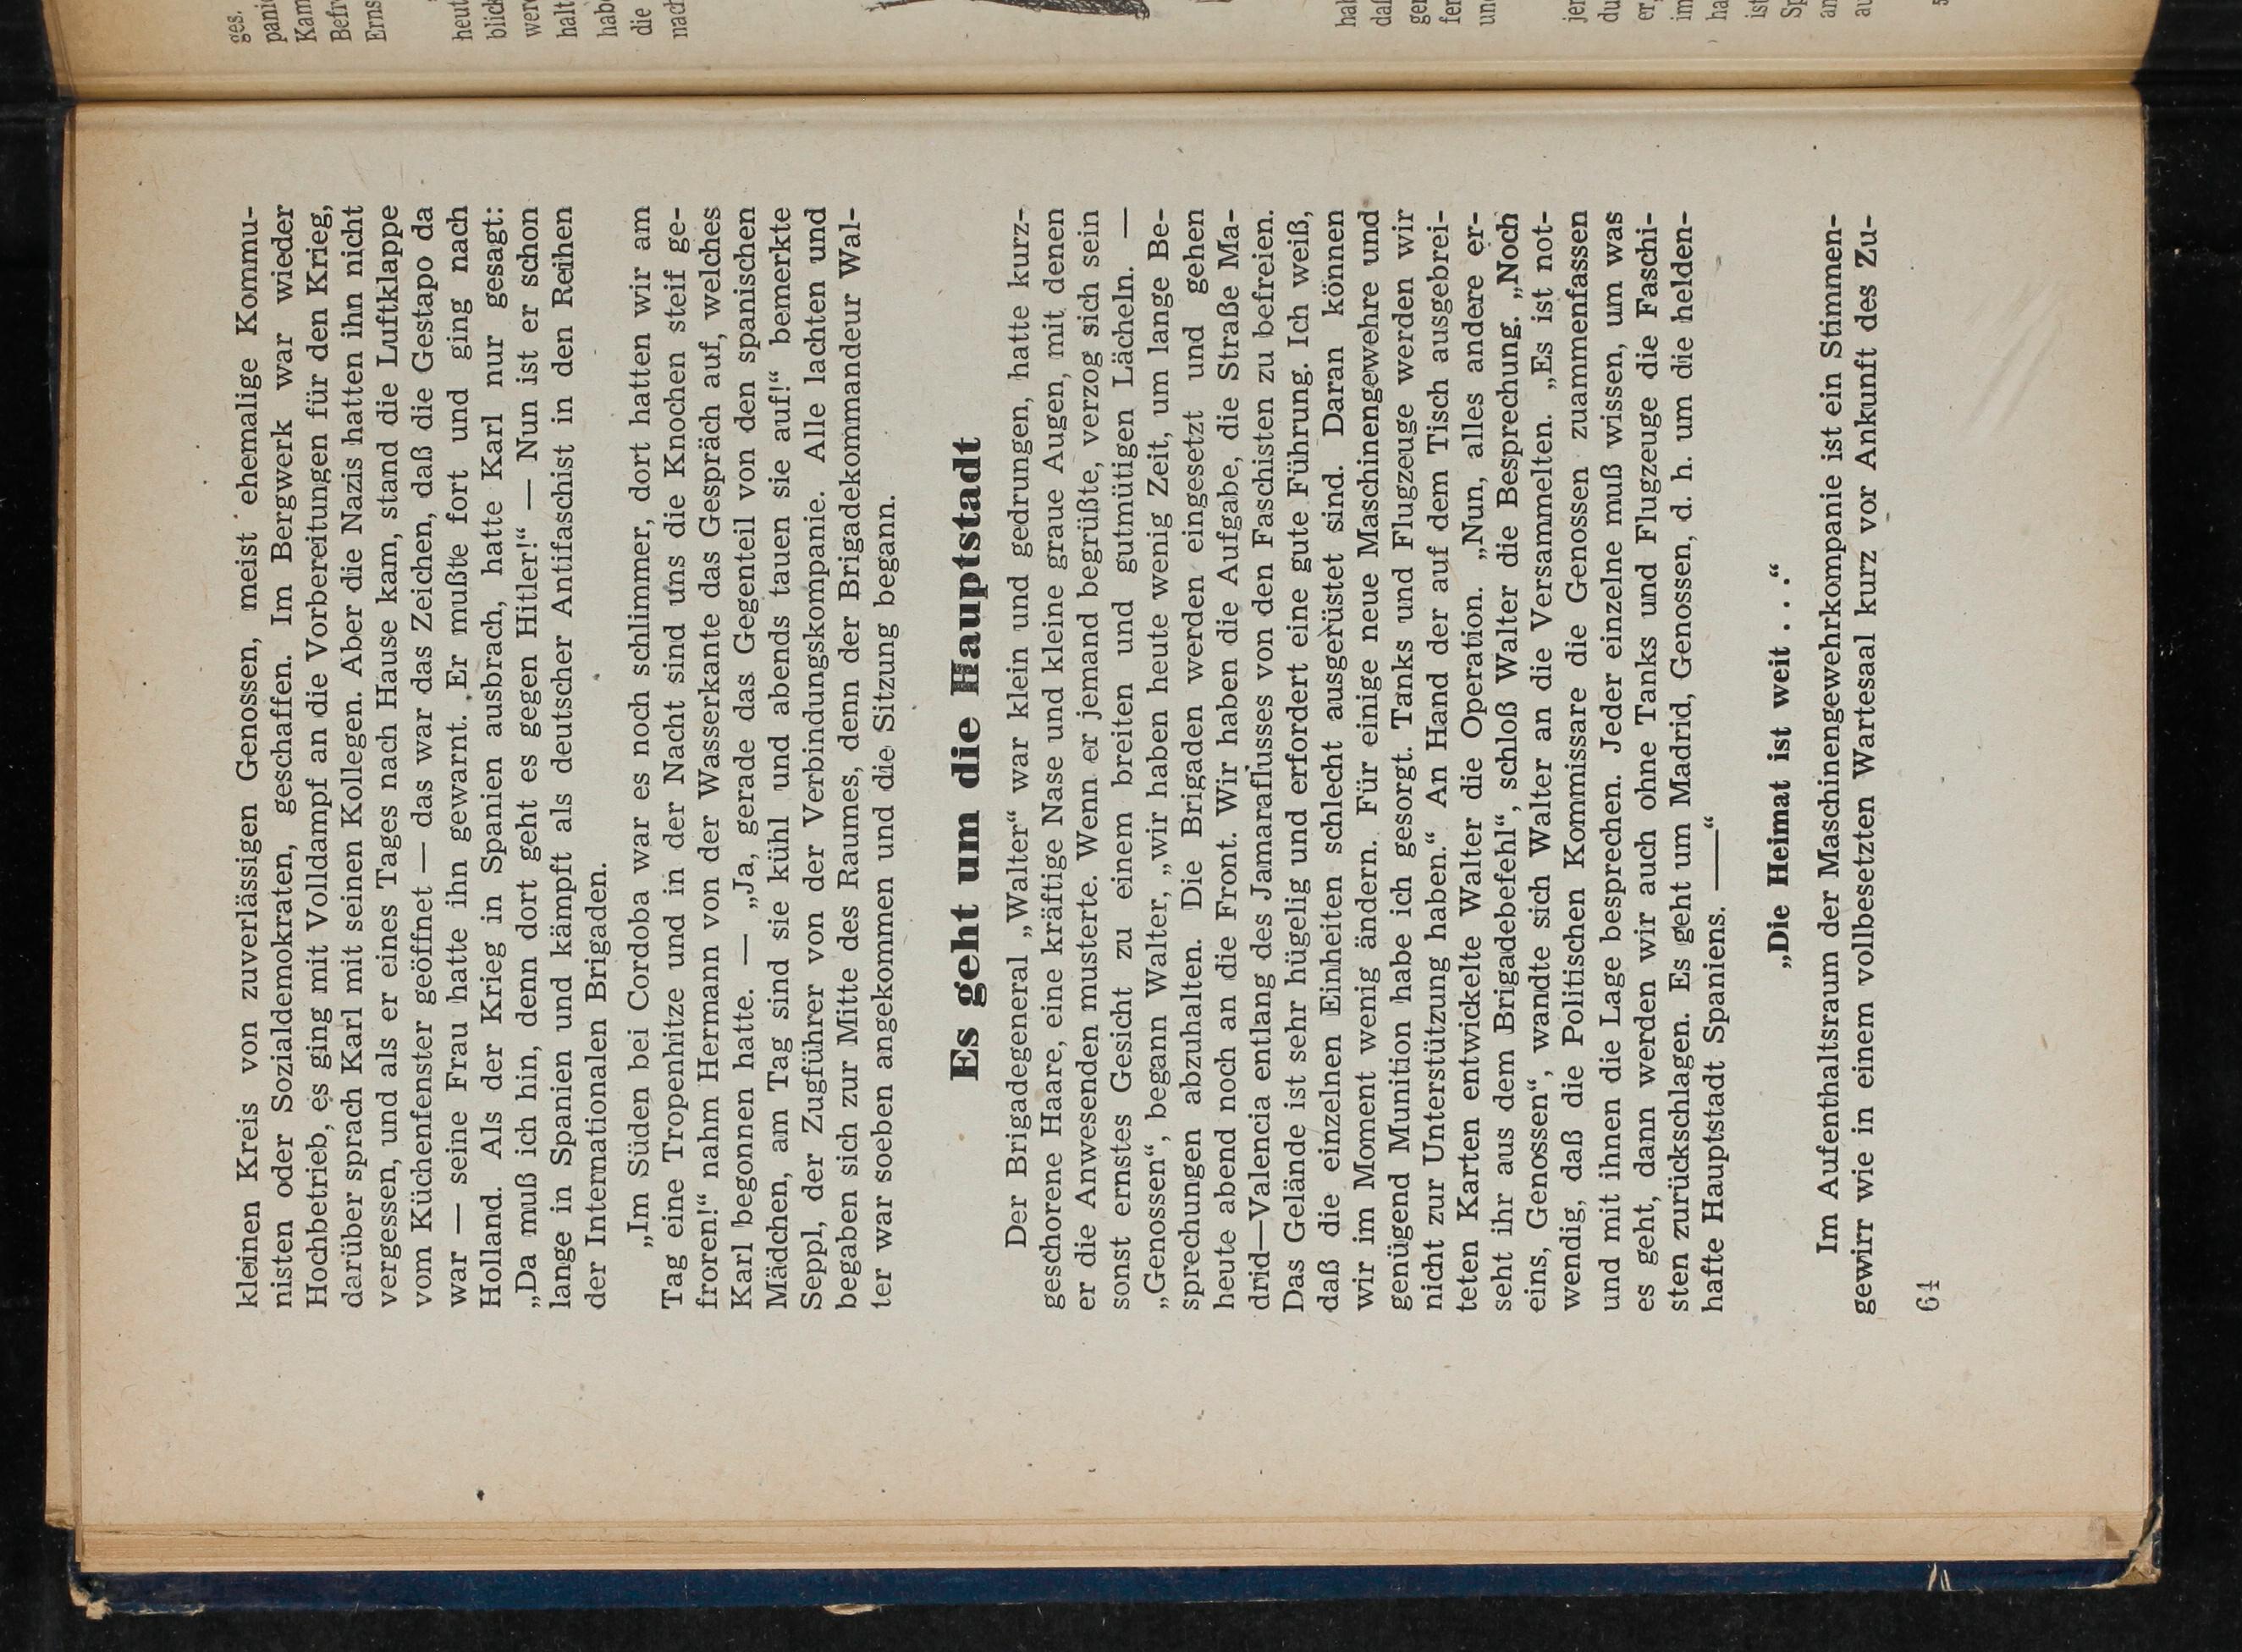 kleinen Kreis von zuverlässigen Genossen, meist ehemalige Kommu-
nisten oder Sozialdemokraten, geschaffen. Im Bergwerk war wieder
Hochbetrieb, es ging mit Volldampf an die Vorbereitungen für den Krieg,
darüber sprach Karl mit seinen Kollegen. Aber die Nazis hatten ihn nicht
vergessen, und als er eines Tages nach Hause kam, stand die Luftklappe
vom Küchenfenster geöffnet — das war das Zeichen, daß die Gestapo da
war — seine Frau hatte ihn gewarnt. Er mußte fort und ging nach
Holland. Als der Krieg in Spanien ausbrach, hatte Karl nur gesagt:
„Da muß ich hin, denn dort geht es gegen Hitler!“ — Nun ist er schon
lange in Spanien und kämpft als deutscher Antifaschist in den Reihen
der Internationalen Brigaden.
„Im Süden bei Cordoba war es noch schlimmer, dort hatten wir am
Tag eine Tropenhitze und in der Nacht sind uns die Knochen steif ge-
froren!“ nahm Hermann von der Wasserkante das Gespräch auf, welches
Karl begonnen hatte. — „Ja, gerade das Gegenteil von den spanischen
Mädchen, am Tag sind sie kühl und abends tauen sie auf!“ bemerkte
Seppl, der Zugführer von der Verbindungskompanie. Alle lachten und
begaben sich zur Mitte des Raumes, denn der Brigadekommandeur Wal-
ter war soeben angekommen und die Sitzung begann.
Es geht um die Hauptstadt
Der Brigadegeneral „Walter“ war klein und gedrungen, hatte kurz-
geschorene Haare, eine kräftige Nase und kleine graue Augen, mit denen
er die Anwesenden musterte. Wenn er jemand begrüßte, verzog sich sein
sonst ernstes Gesicht zu einem breiten und gutmütigen Lächeln. —
„Genossen“, begann Walter, „wir haben heute wenig Zeit, um lange Be-
sprechungen abzuhalten. Die Brigaden werden eingesetzt und gehen
heute abend noch an die Front. Wir haben die Aufgabe, die Straße Ma-
drid—Valencia entlang des Jamaraflusses von den Faschisten zu befreien.
Das Gelände ist sehr hügelig und erfordert eine gute Führung. Ich weiß,
daß die einzelnen Einheiten schlecht ausgerüstet sind. Daran können
wir im Moment wenig ändern. Für einige neue Maschinengewehre und
genügend Munition habe ich gesorgt. Tanks und Flugzeuge werden wir
nicht zur Unterstützung haben.“ An Hand der auf dem Tisch ausgebrei-
teten Karten entwickelte Walter die Operation. „Nun, alles andere er-
seht ihr aus dem Brigadebefehl“, schloß Walter die Besprechung. „Noch
eins, Genossen“, wandte sich Walter an die Versammelten. „Es ist not-
wendig, daß die Politischen Kommissare die Genossen zuammenfassen
und mit ihnen die Lage besprechen. Jeder einzelne muß wissen, um was
es geht, dann werden wir auch ohne Tanks und Flugzeuge die Faschi-
sten zurückschlagen. Es geht um Madrid, Genossen, d. h. um die helden-
hafte Hauptstadt Spaniens. ——“
„Die Heimat ist weit . . .“
Im Aufenthaltsraum der Maschinengewehrkompanie ist ein Stimmen-
gewirr wie in einem vollbesetzten Wartesaal kurz vor Ankunft des Zu-
64
ges.
Kam
Erns
heut
halt
die
nach